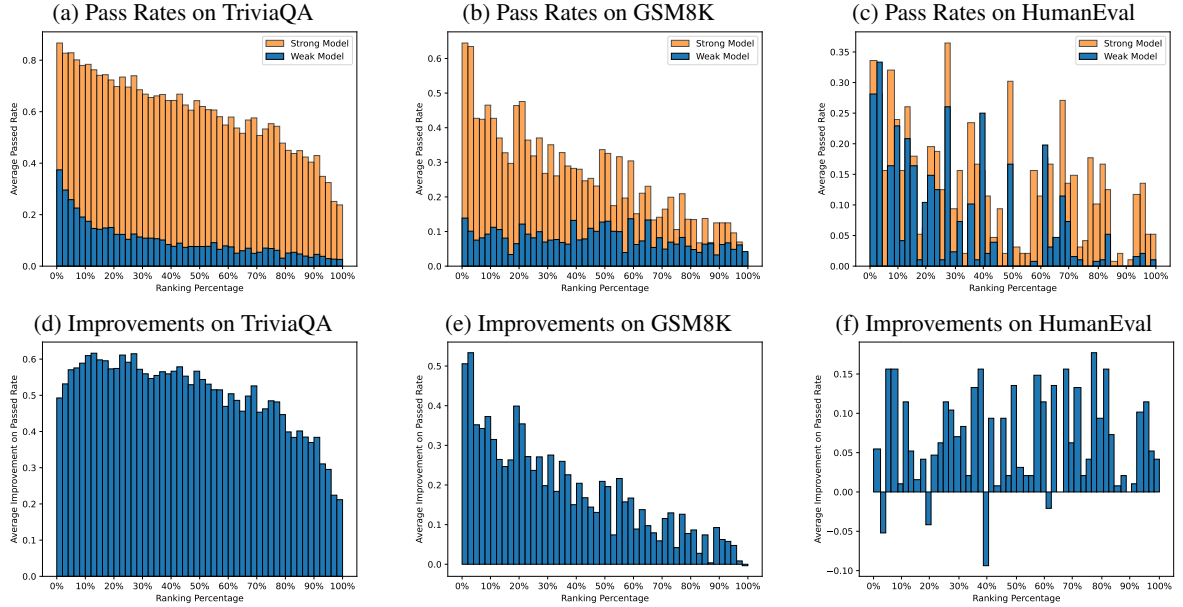 (a) Pass Rates on TriviaQA
Average Passed Rate
0.8
0.6
0.4
0.2
0.0
Strong Model
Weak Model
0% 10% 20% 30% 40% 50% 60% 70% 80% 90% 100%
Ranking Percentage
(b) Pass Rates on GSM8K
Average Passed Rate
0.6
0.5
0.4
0.3
0.2
0.1
0.0
Strong Model
Weak Model
0% 10% 20% 30% 40% 50% 60% 70% 80% 90% 100%
Ranking Percentage
(c) Pass Rates on HumanEval
Average Passed Rate
0.35
0.30
0.25
0.20
0.15
0.10
0.05
0.00
Strong Model
Weak Model
0% 10% 20% 30% 40% 50% 60% 70% 80% 90% 100%
Ranking Percentage
(d) Improvements on TriviaQA
Average Improvement on Passed Rate
0.6
0.5
0.4
0.3
0.2
0.1
0.0
0% 10% 20% 30% 40% 50% 60% 70% 80% 90% 100%
Ranking Percentage
(e) Improvements on GSM8K
Average Improvement on Passed Rate
0.5
0.4
0.3
0.2
0.1
0.0
0% 10% 20% 30% 40% 50% 60% 70% 80% 90% 100%
Ranking Percentage
(f) Improvements on HumanEval
Average Improvement on Passed Rate
0.15
0.10
0.05
0.00
−0.05
−0.10
0% 10% 20% 30% 40% 50% 60% 70% 80% 90% 100%
Ranking Percentage